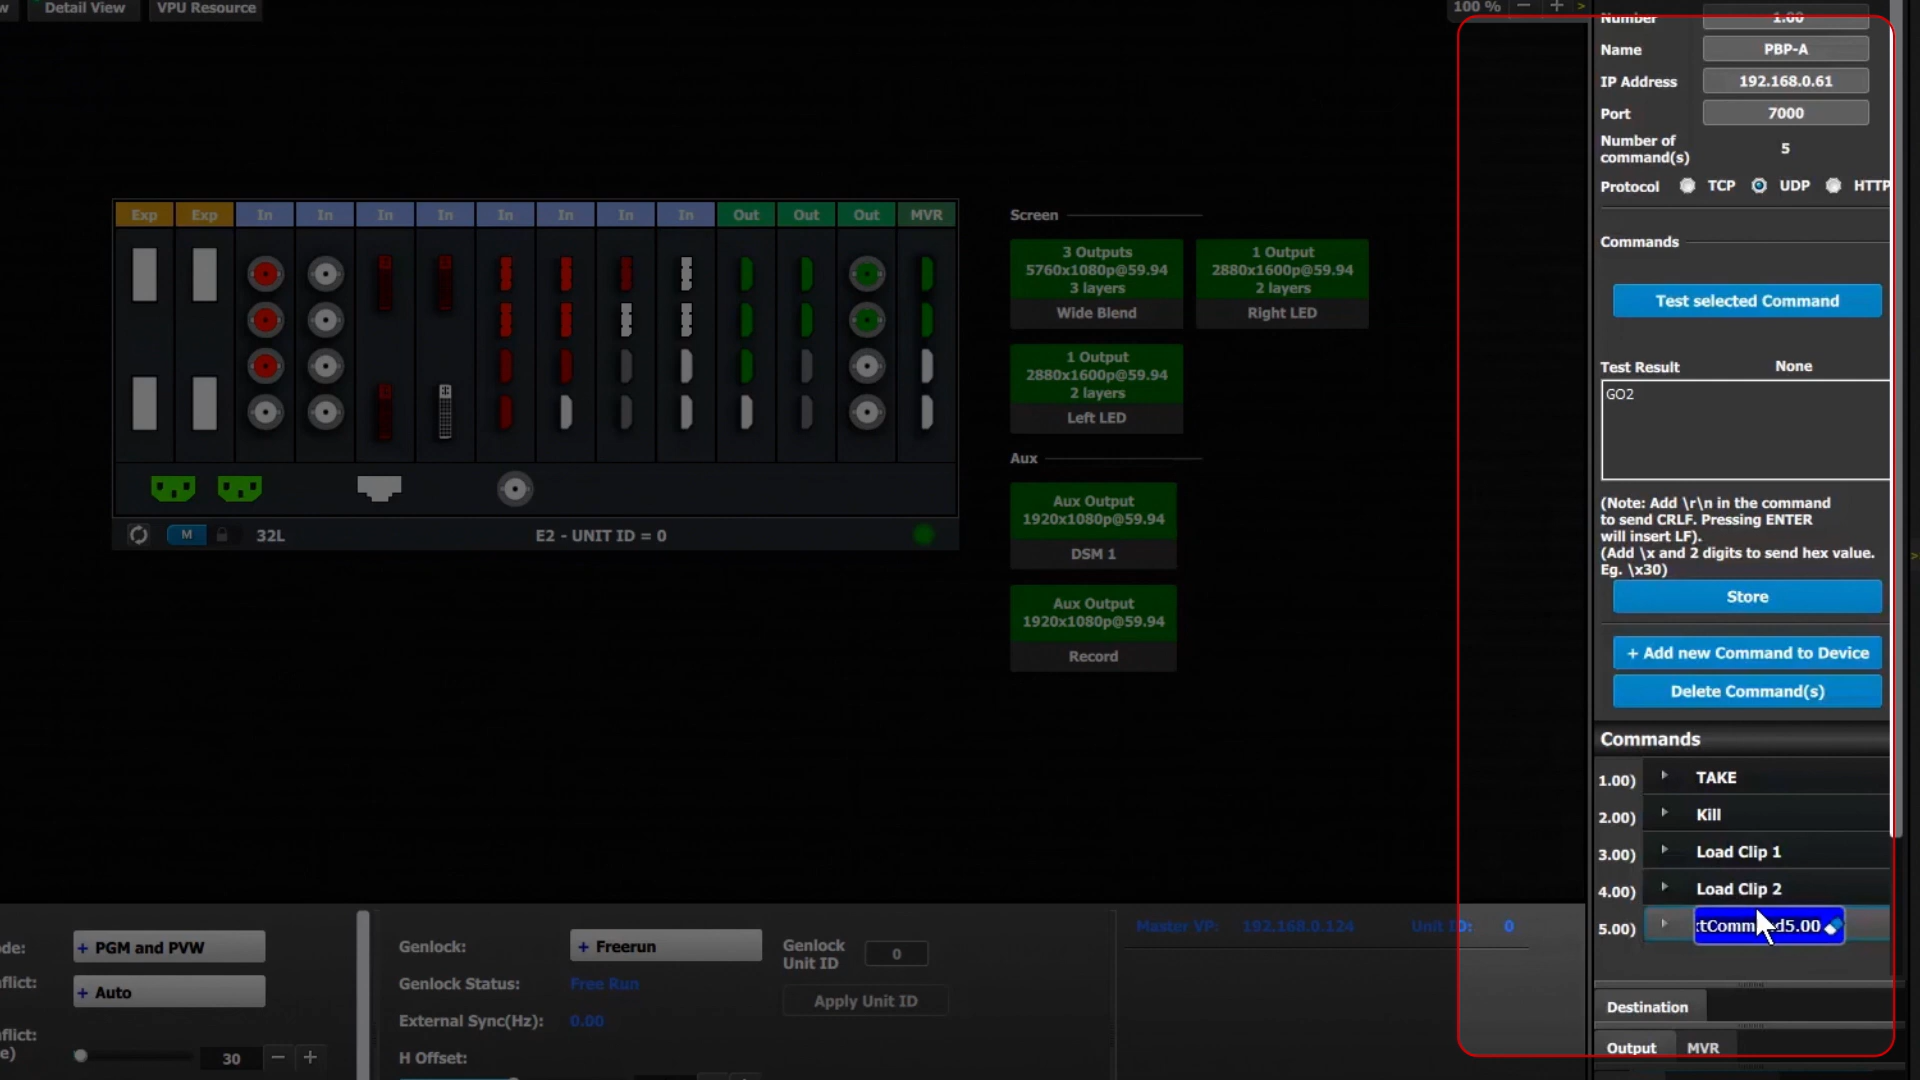 Detail View
VPU Resource
100 %
Number 1.00
Name PBP-A
IP Address 192.168.0.61
Port 7000
Number of
command(s) 5
Protocol TCP UDP HTTP
Commands
Test selected Command
Test Result None
GO2
(Note: Add \r\n in the command
to send CRLF. Pressing ENTER
will insert LF).
(Add \x and 2 digits to send hex value.
Eg. \x30)
Store
+ Add new Command to Device
Delete Command(s)
Commands
1.00) TAKE
2.00) Kill
3.00) Load Clip 1
4.00) Load Clip 2
5.00)
Destination
Output MVR
Exp Exp In In In In In In In In Out Out Out MVR
M 32L E2 - UNIT ID = 0
Screen
3 Outputs
5760x1080p@59.94
3 layers
Wide Blend
1 Output
2880x1600p@59.94
2 layers
Right LED
1 Output
2880x1600p@59.94
2 layers
Left LED
Aux
Aux Output
1920x1080p@59.94
DSM 1
Aux Output
1920x1080p@59.94
Record
+ PGM and PVW
+ Auto
30 − +
Genlock: + Freerun
Genlock Status: Free Run
External Sync(Hz): 0.00
H Offset:
Genlock
Unit ID 0
Apply Unit ID
Master VP: 192.168.0.124 Unit ID: 0